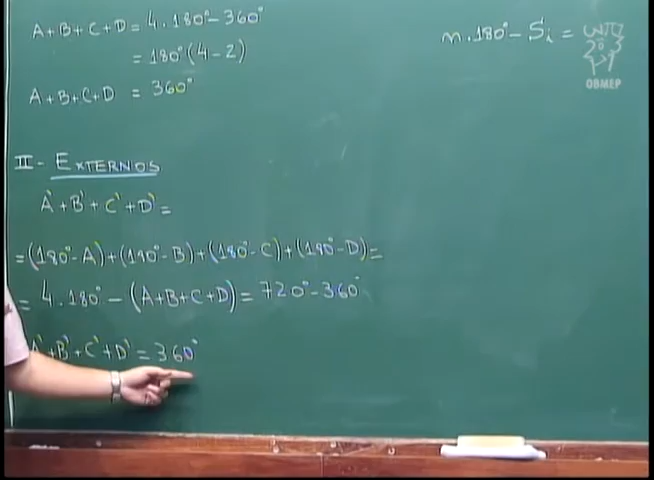 A+B+C+D = 4.180°-360°
= 180°(4-2)
A+B+C+D = 360°
II - EXTERNOS
A'+B'+C'+D'=
=(180°-A)+(180°-B)+(180°-C)+(180°-D)=
= 4.180° - (A+B+C+D) = 720°-360°
A'+B'+C'+D' = 360°
n.180° - Si =
OBMEP